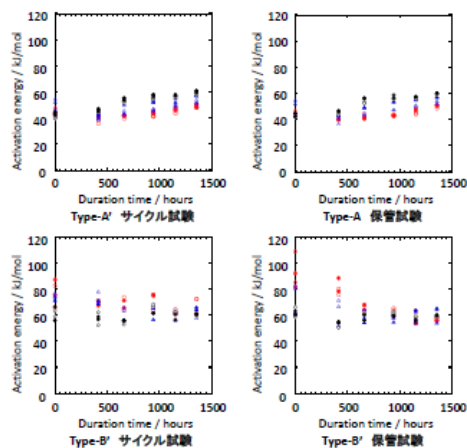 Activation energy / kJ/mol
120
100
80
60
40
20
0
0 500 1000 1500
Duration time / hours
Type-A' サイクル試験
Activation energy / kJ/mol
120
100
80
60
40
20
0
0 500 1000 1500
Duration time / hours
Type-A 保管試験
Activation energy / kJ/mol
120
100
80
60
40
20
0
0 500 1000 1500
Duration time / hours
Type-B' サイクル試験
Activation energy / kJ/mol
120
100
80
60
40
20
0
0 500 1000 1500
Duration time / hours
Type-B' 保管試験